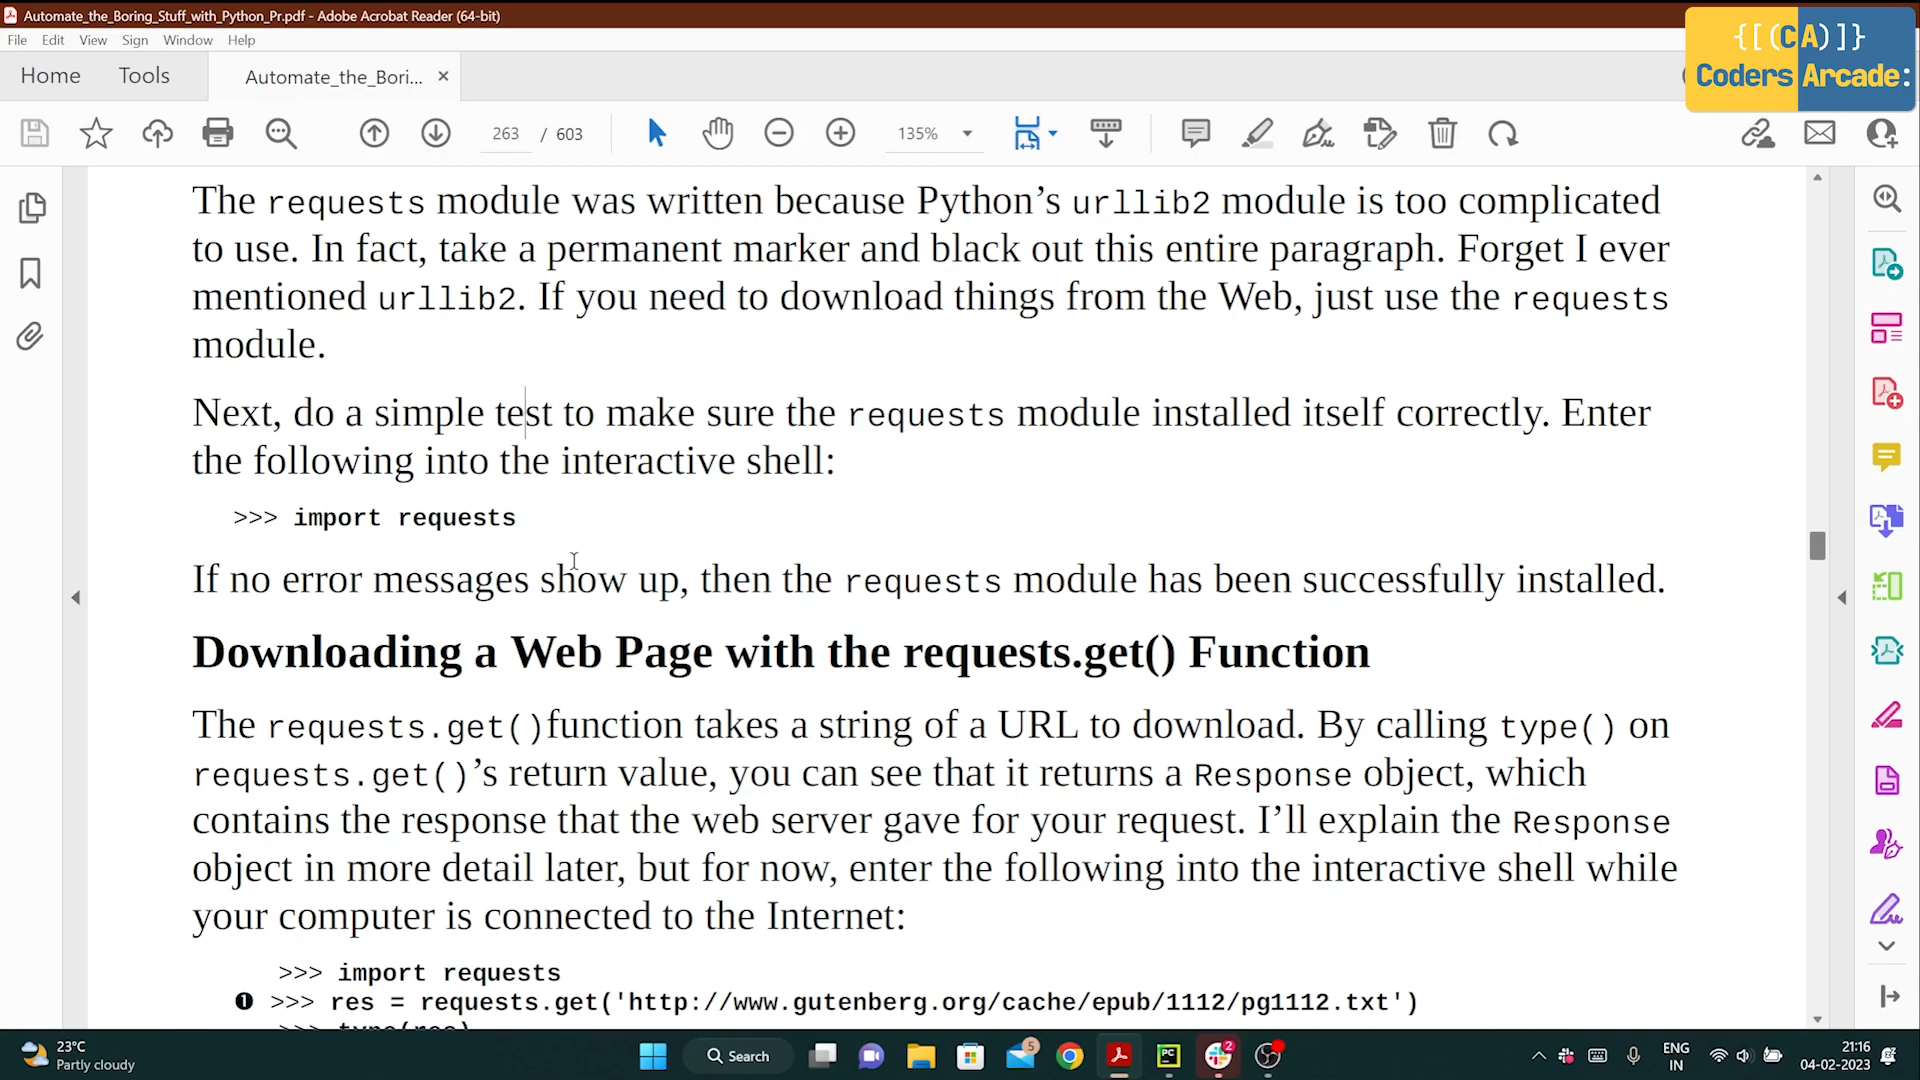 Automate_the_Boring_Stuff_with_Python_Pr.pdf - Adobe Acrobat Reader (64-bit)
File Edit View Sign Window Help
{[(CA)]}
Coders Arcade:
Home Tools Automate_the_Bori... ×
263 / 603 135%
The requests module was written because Python’s urllib2 module is too complicated
to use. In fact, take a permanent marker and black out this entire paragraph. Forget I ever
mentioned urllib2. If you need to download things from the Web, just use the requests
module.
Next, do a simple test to make sure the requests module installed itself correctly. Enter
the following into the interactive shell:
>>> import requests
If no error messages show up, then the requests module has been successfully installed.
Downloading a Web Page with the requests.get() Function
The requests.get()function takes a string of a URL to download. By calling type() on
requests.get()’s return value, you can see that it returns a Response object, which
contains the response that the web server gave for your request. I’ll explain the Response
object in more detail later, but for now, enter the following into the interactive shell while
your computer is connected to the Internet:
>>> import requests
❶ >>> res = requests.get('http://www.gutenberg.org/cache/epub/1112/pg1112.txt')
>>> type(res)
23°C
Partly cloudy
Search
5
PC
2
ENG
IN
21:16
04-02-2023